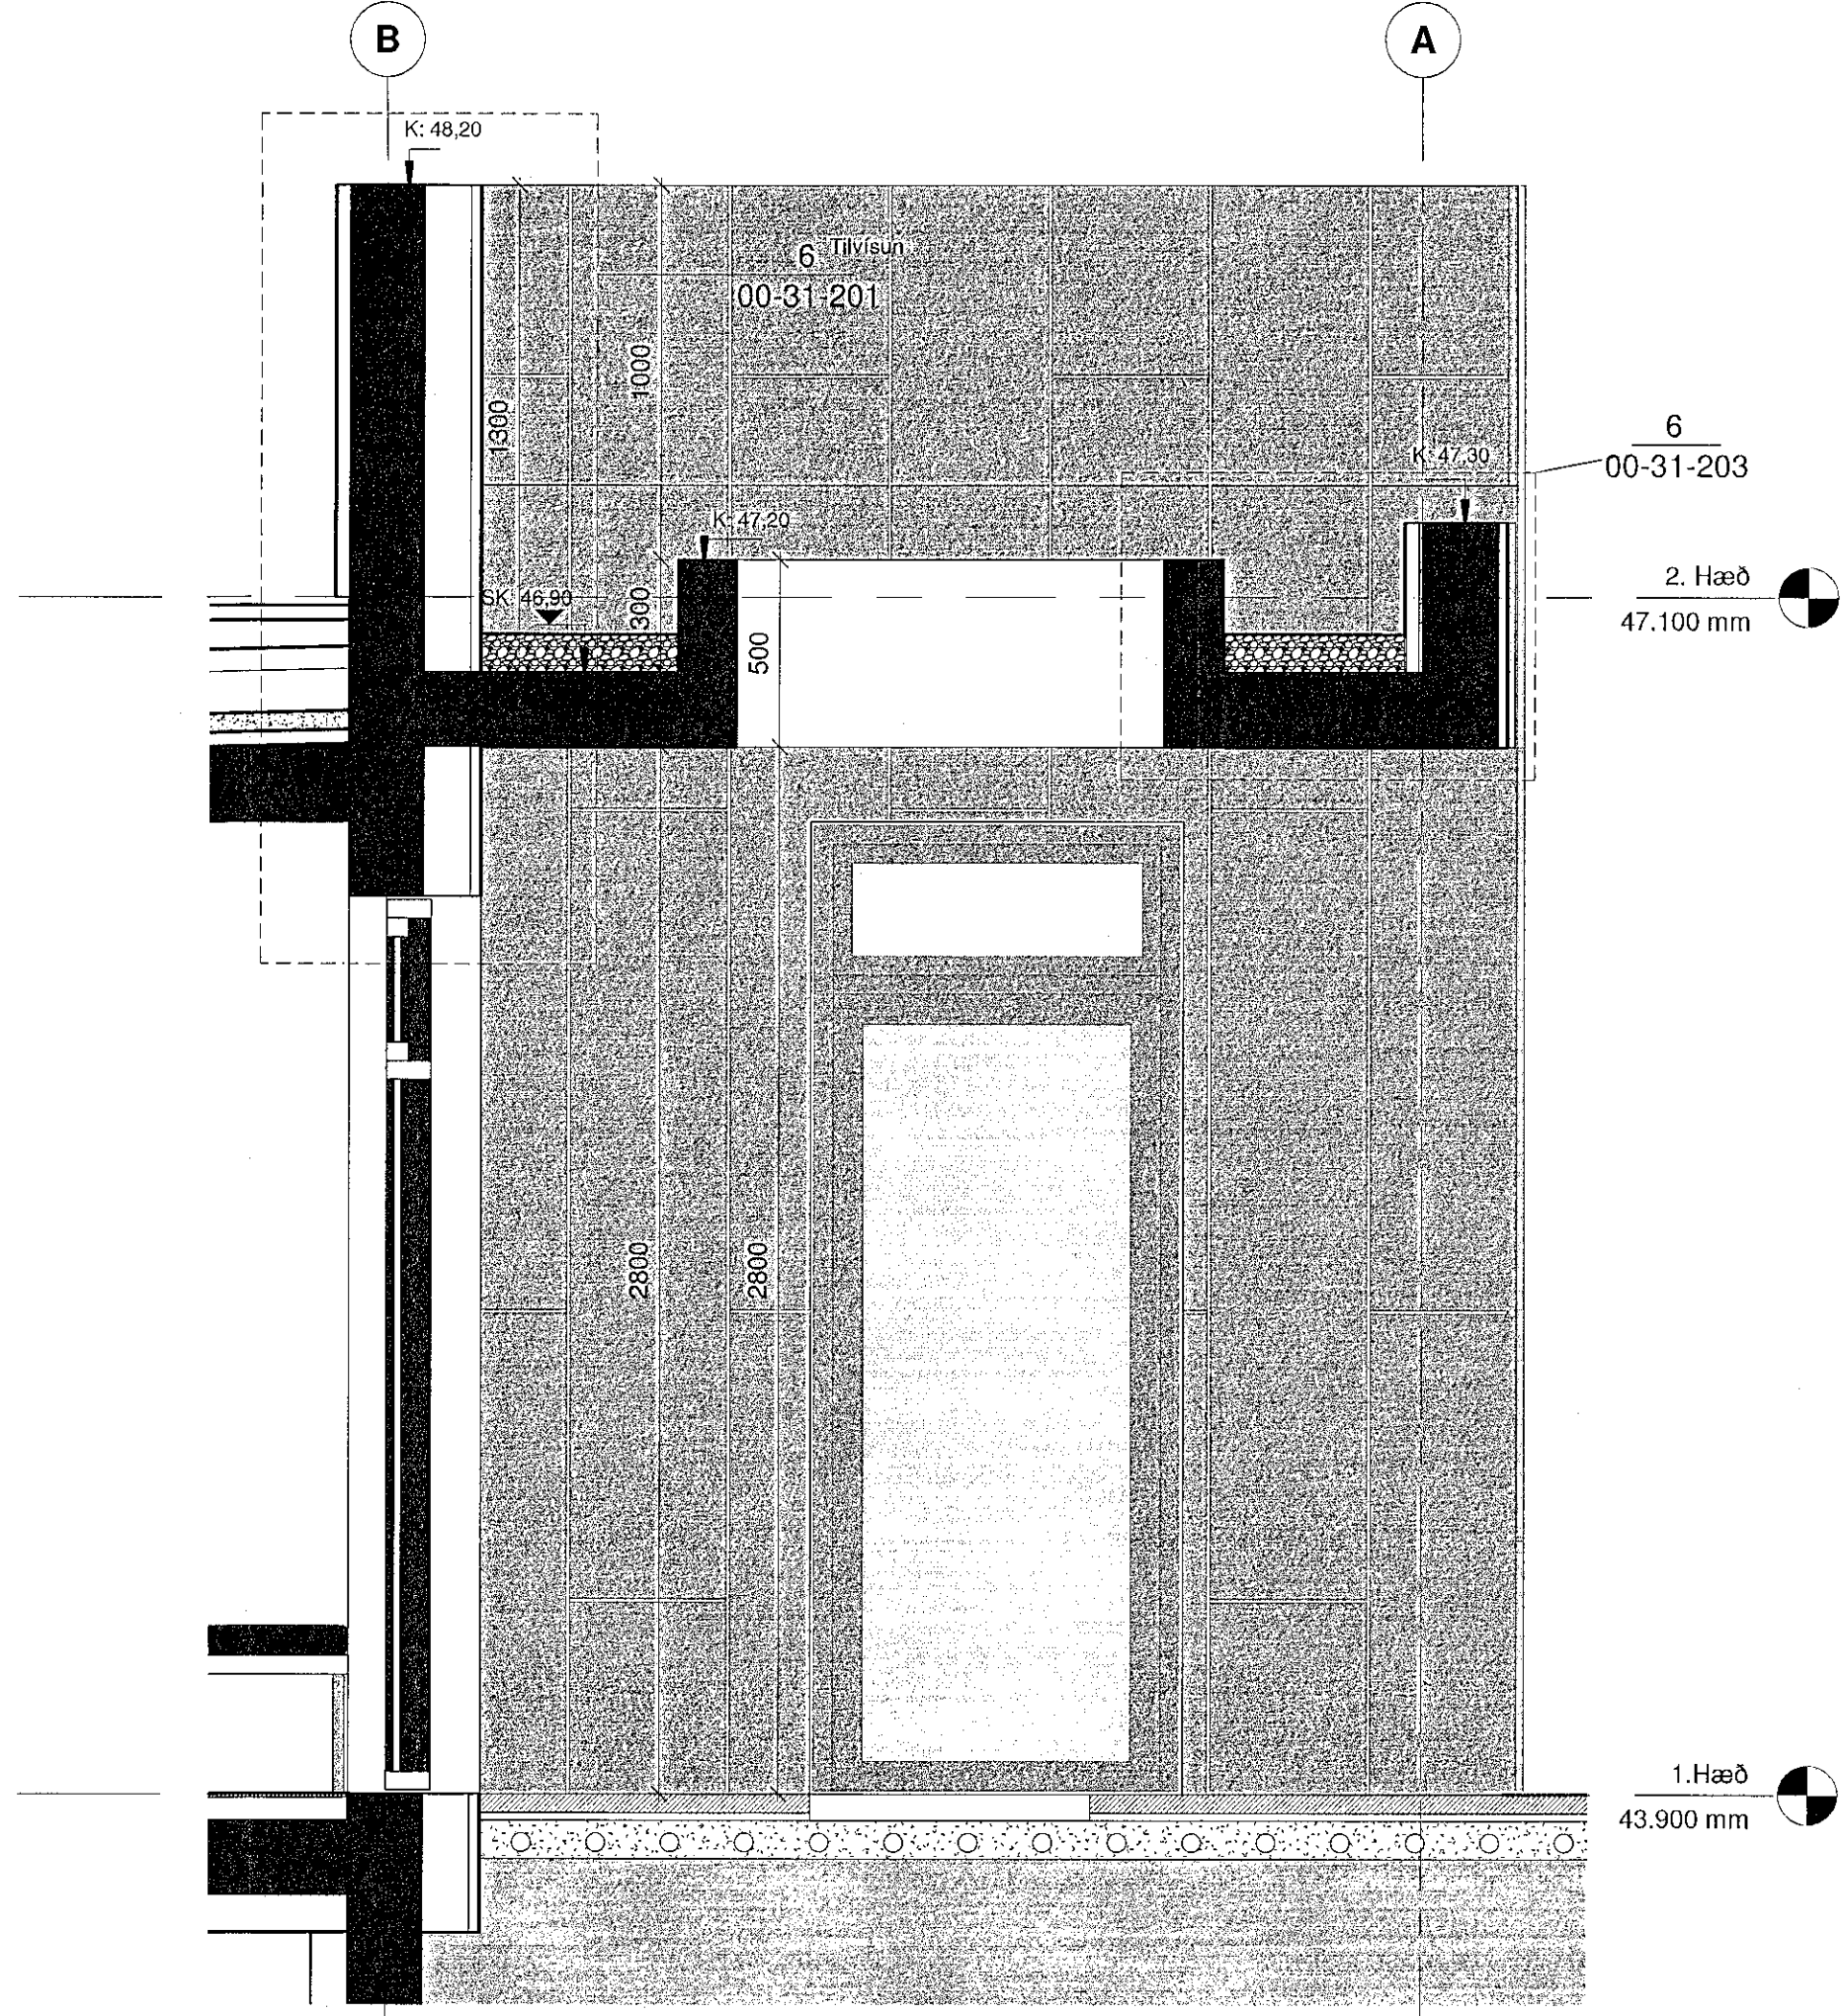 B
A
K: 48,20
6 Tilvísun
00-31-201
1000
1300
6
00-31-203
K: 47,30
K: 47,20
2. Hæð
47.100 mm
SK: 46,90
300
500
2800
2800
1.Hæð
43.900 mm